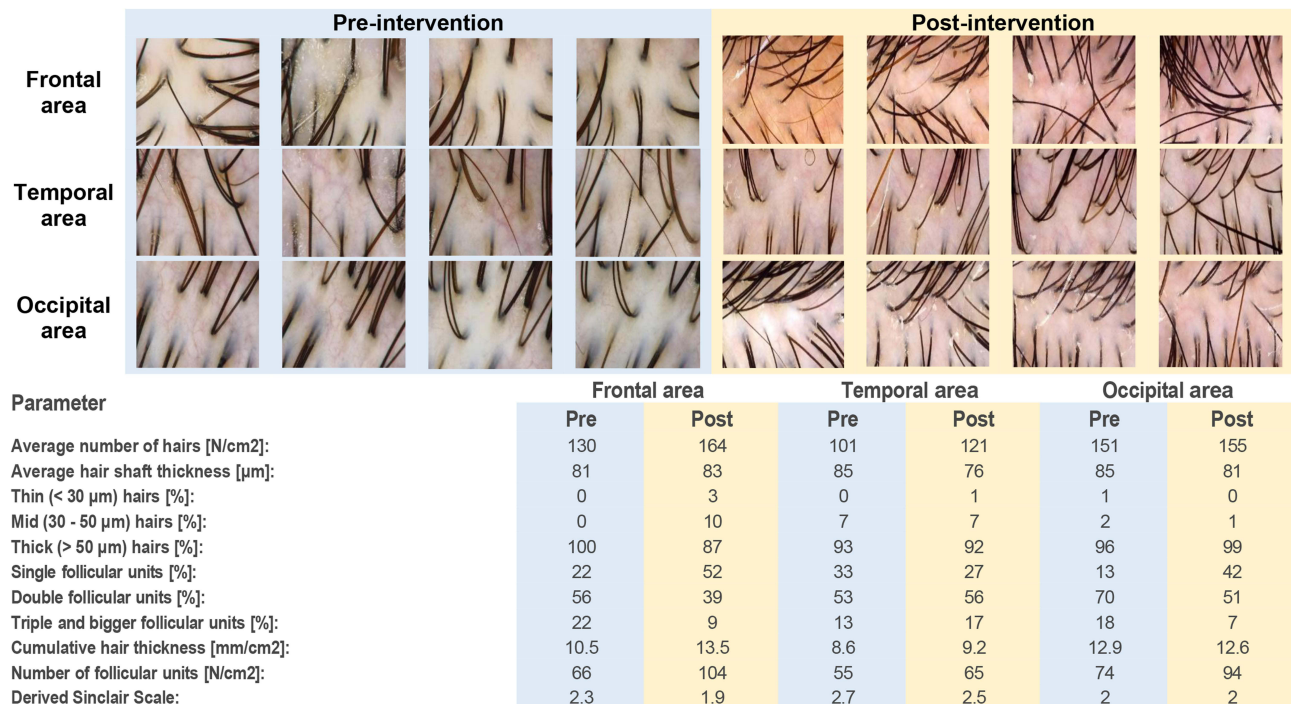 Pre-intervention Post-intervention
Frontal
area
Temporal
area
Occipital
area
Parameter
Frontal area Temporal area Occipital area
Pre Post Pre Post Pre Post
Average number of hairs [N/cm2]: 130 164 101 121 151 155
Average hair shaft thickness [µm]: 81 83 85 76 85 81
Thin (< 30 µm) hairs [%]: 0 3 0 1 1 0
Mid (30 - 50 µm) hairs [%]: 0 10 7 7 2 1
Thick (> 50 µm) hairs [%]: 100 87 93 92 96 99
Single follicular units [%]: 22 52 33 27 13 42
Double follicular units [%]: 56 39 53 56 70 51
Triple and bigger follicular units [%]: 22 9 13 17 18 7
Cumulative hair thickness [mm/cm2]: 10.5 13.5 8.6 9.2 12.9 12.6
Number of follicular units [N/cm2]: 66 104 55 65 74 94
Derived Sinclair Scale: 2.3 1.9 2.7 2.5 2 2